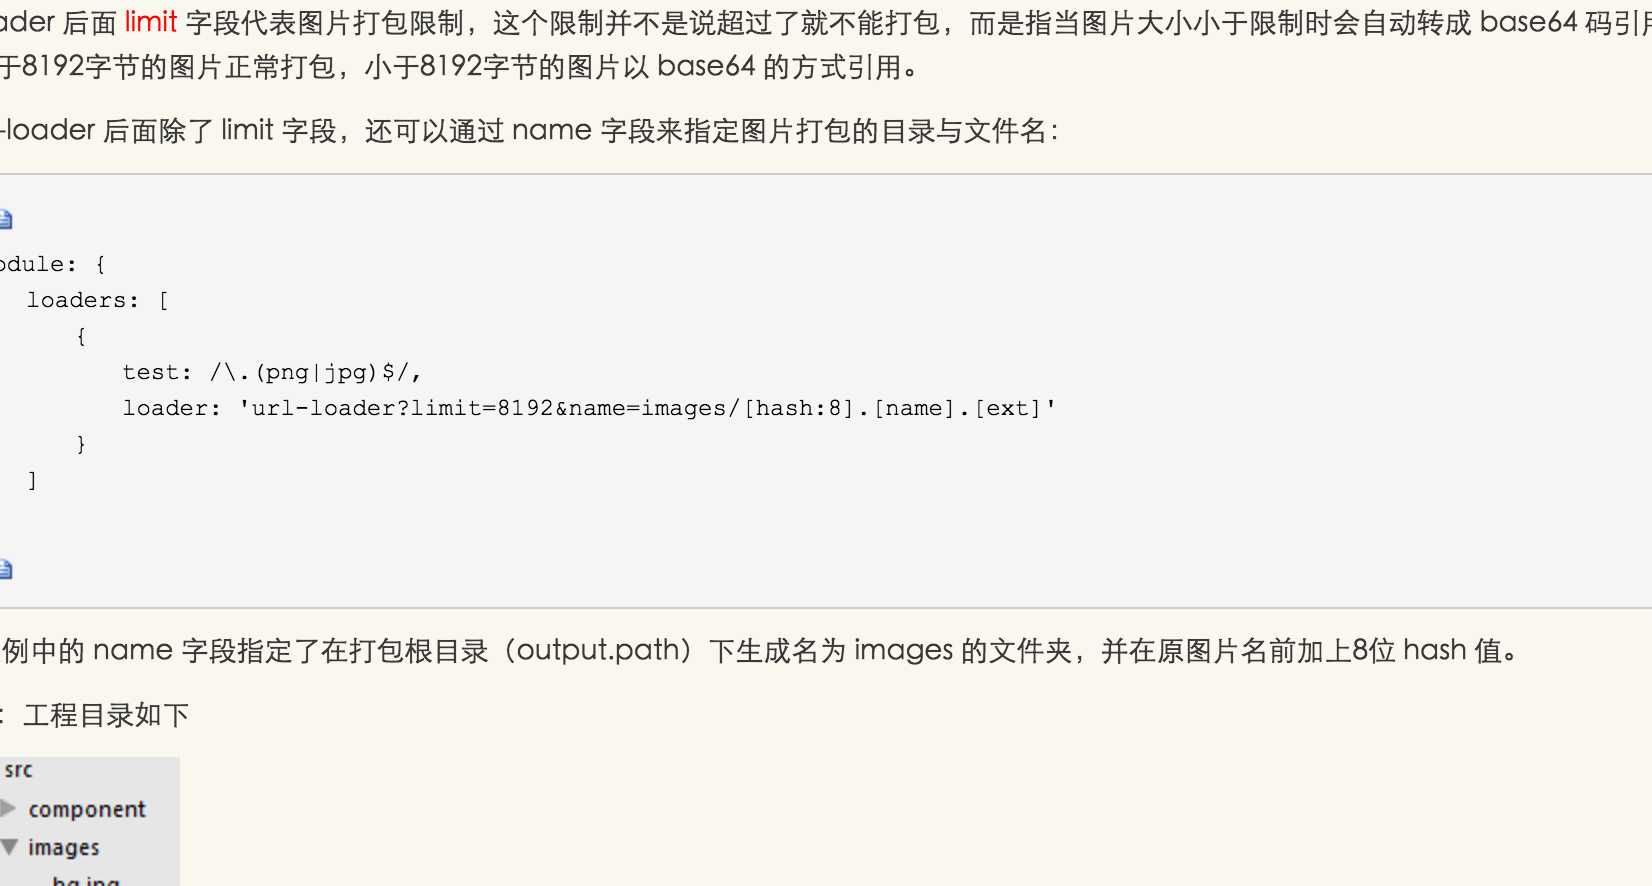 ader 后面 limit 字段代表图片打包限制，这个限制并不是说超过了就不能打包，而是指当图片大小小于限制时会自动转成 base64 码引用
于8192字节的图片正常打包，小于8192字节的图片以 base64 的方式引用。
-loader 后面除了 limit 字段，还可以通过 name 字段来指定图片打包的目录与文件名：
odule: {
loaders: [
{
test: /\.(png|jpg)$/,
loader: 'url-loader?limit=8192&name=images/[hash:8].[name].[ext]'
}
]
例中的 name 字段指定了在打包根目录（output.path）下生成名为 images 的文件夹，并在原图片名前加上8位 hash 值。
：工程目录如下
src
component
images
bg.jpg